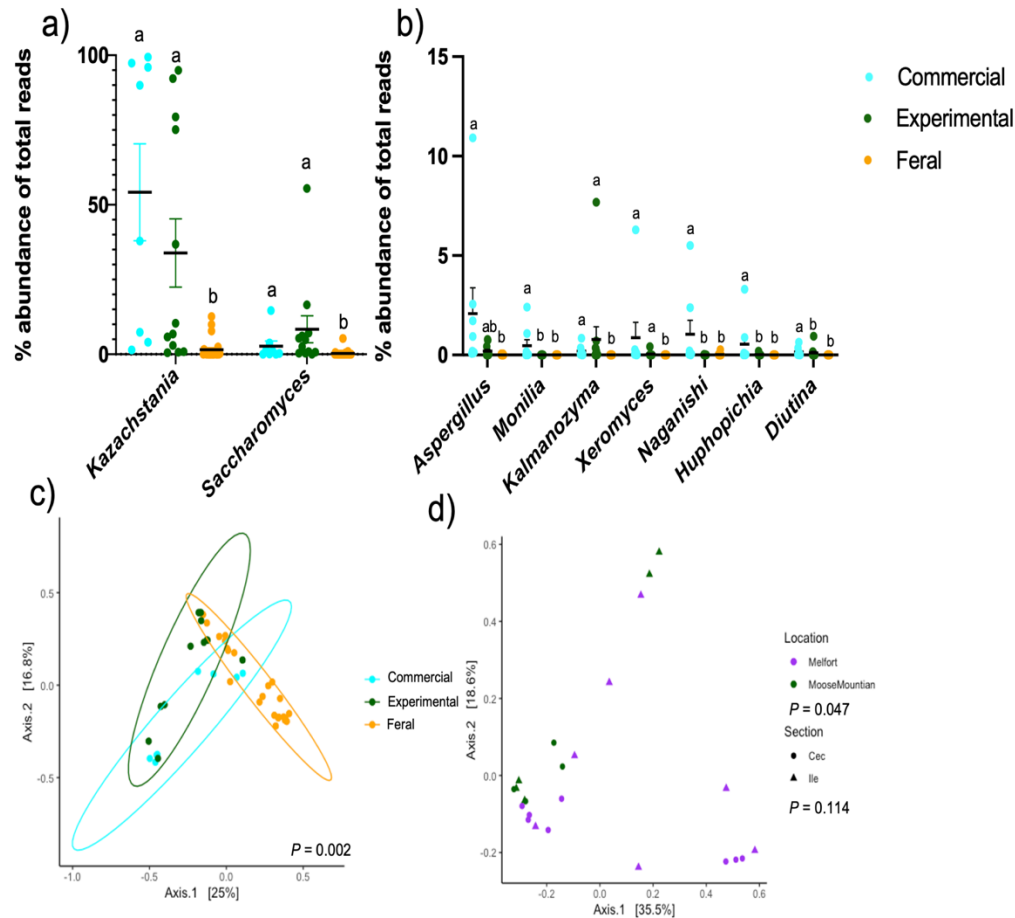 a)
% abundance of total reads
100
50
0
a
a
b
a
a
b
Kazachstania
Saccharomyces
b)
% abundance of total reads
15
10
5
0
a
ab
b
a
b
b
a
a
b
a
a
b
a
b
b
a
b
b
a
b
b
Aspergillus
Monilia
Kalmanozyma
Xeromyces
Naganishi
Huphopichia
Diutina
Commercial
Experimental
Feral
c)
Axis.2 [16.8%]
0.5
0.0
-0.5
-1.0
-0.5
0.0
0.5
Axis.1 [25%]
P = 0.002
Commercial
Experimental
Feral
d)
Axis.2 [18.6%]
0.6
0.4
0.2
0.0
-0.2
-0.2
0.0
0.2
0.4
0.6
Axis.1 [35.5%]
Location
Melfort
MooseMountian
P = 0.047
Section
Cec
Ile
P = 0.114